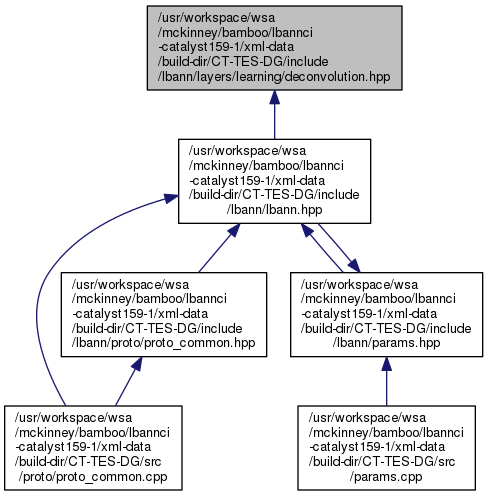 /usr/workspace/wsa
/mckinney/bamboo/lbannci
-catalyst159-1/xml-data
/build-dir/CT-TES-DG/include
/lbann/layers/learning/deconvolution.hpp
/usr/workspace/wsa
/mckinney/bamboo/lbannci
-catalyst159-1/xml-data
/build-dir/CT-TES-DG/include
/lbann/lbann.hpp
/usr/workspace/wsa
/mckinney/bamboo/lbannci
-catalyst159-1/xml-data
/build-dir/CT-TES-DG/include
/lbann/proto/proto_common.hpp
/usr/workspace/wsa
/mckinney/bamboo/lbannci
-catalyst159-1/xml-data
/build-dir/CT-TES-DG/include
/lbann/params.hpp
/usr/workspace/wsa
/mckinney/bamboo/lbannci
-catalyst159-1/xml-data
/build-dir/CT-TES-DG/src
/proto/proto_common.cpp
/usr/workspace/wsa
/mckinney/bamboo/lbannci
-catalyst159-1/xml-data
/build-dir/CT-TES-DG/src
/params.cpp